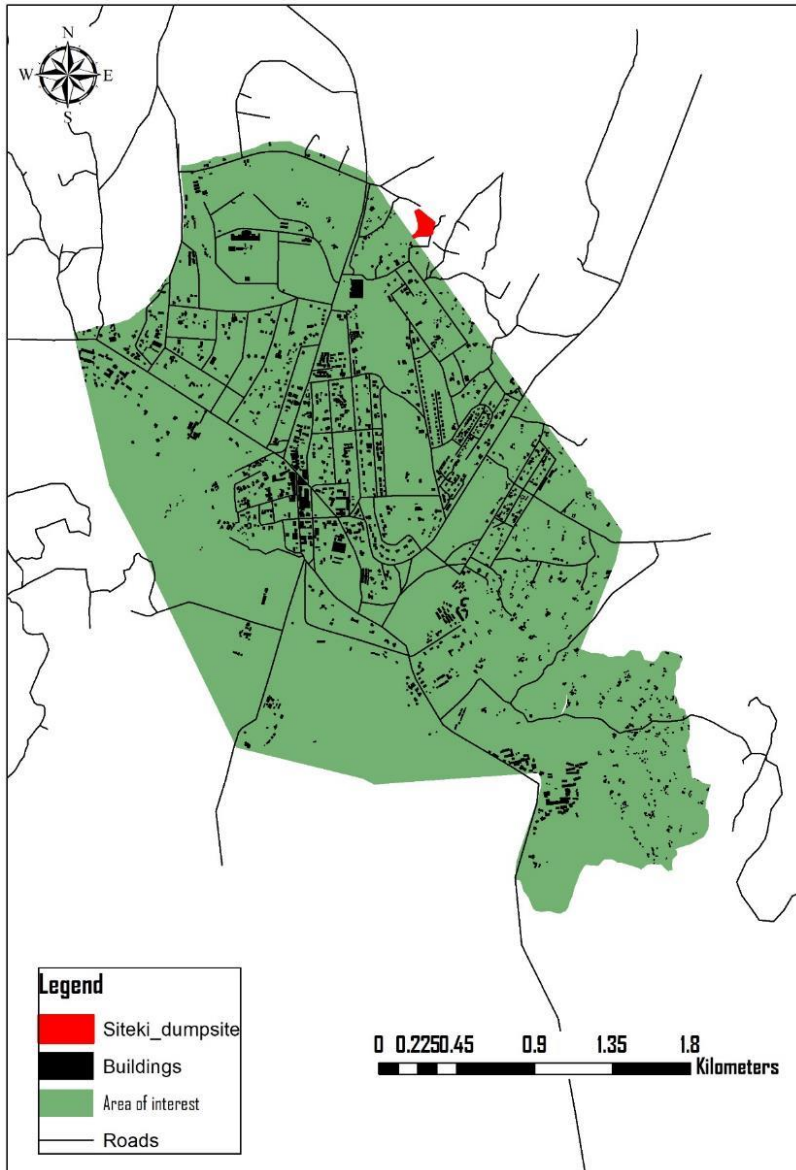 N
W E
S
Legend
Siteki_dumpsite
Buildings
Area of interest
Roads
0 0.2250.45 0.9 1.35 1.8
Kilometers